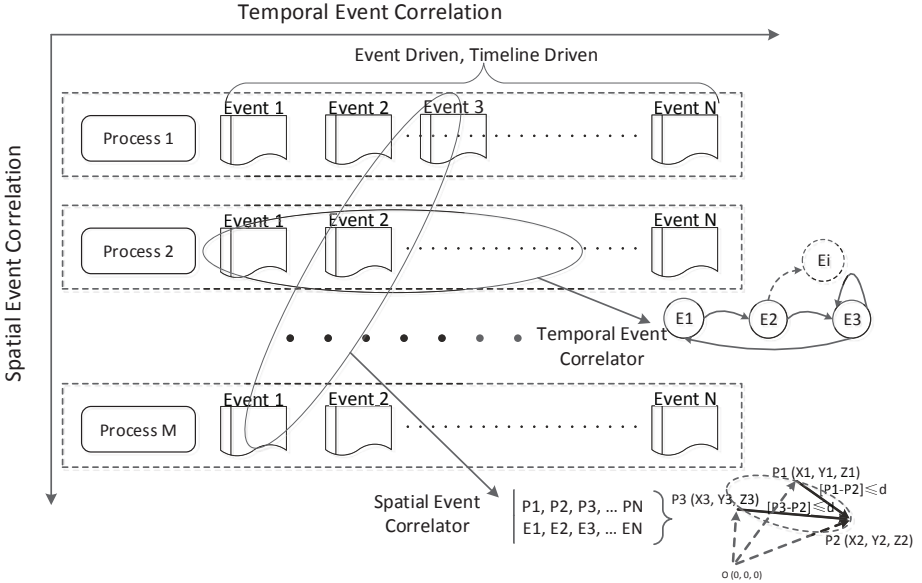 Temporal Event Correlation
Spatial Event Correlation
Event Driven, Timeline Driven
Event 1 Event 2 Event 3 Event N
Process 1
Event 1 Event 2 Event N
Process 2
Ei
E1 E2 E3
Temporal Event
Correlator
Event 1 Event 2 Event N
Process M
Spatial Event
Correlator
P1, P2, P3, ... PN
E1, E2, E3, ... EN
P1 (X1, Y1, Z1)
[P1-P2]≤d
P3 (X3, Y3, Z3)
[P3-P2]≤d
P2 (X2, Y2, Z2)
O (0, 0, 0)